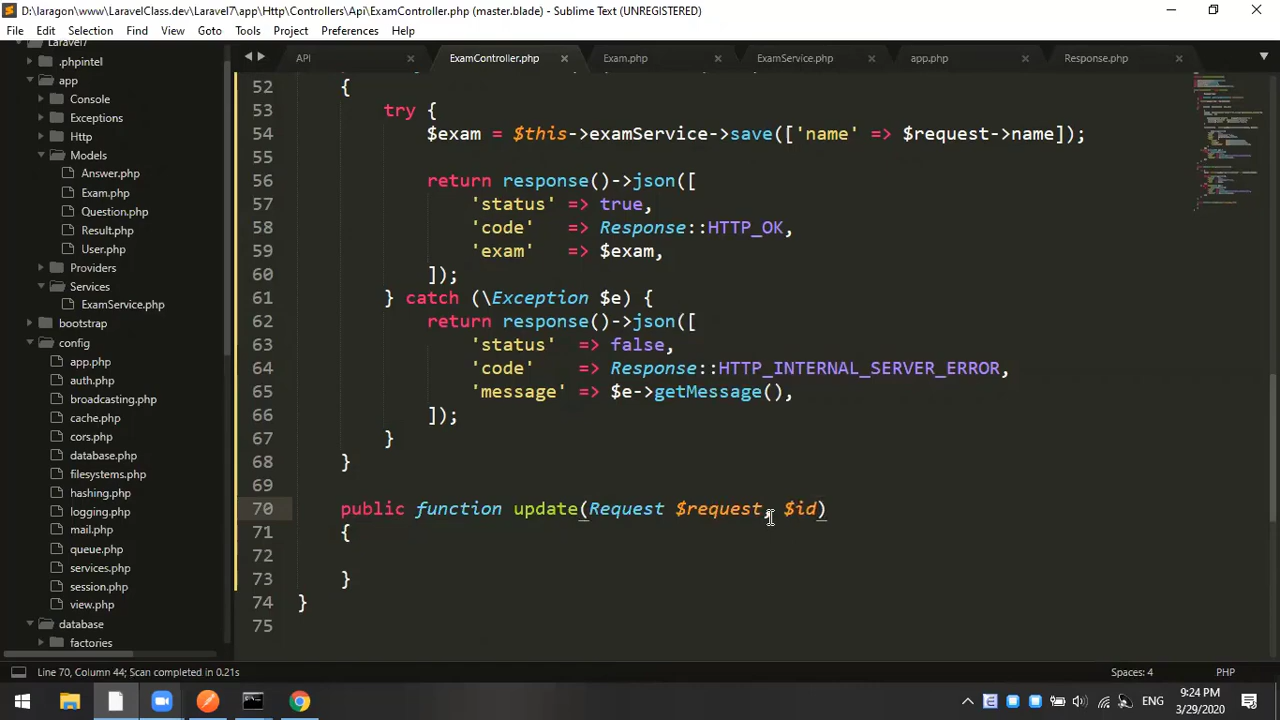 D:\laragon\www\LaravelClass.dev\Laravel7\app\Http\Controllers\Api\ExamController.php (master.blade) - Sublime Text (UNREGISTERED)
File Edit Selection Find View Goto Tools Project Preferences Help
API ExamController.php Exam.php ExamService.php app.php Response.php
Laravel7
.phpintel
app
Console
Exceptions
Http
Models
Answer.php
Exam.php
Question.php
Result.php
User.php
Providers
Services
ExamService.php
bootstrap
config
app.php
auth.php
broadcasting.php
cache.php
cors.php
database.php
filesystems.php
hashing.php
logging.php
mail.php
queue.php
services.php
session.php
view.php
database
factories
52 {
53 try {
54 $exam = $this->examService->save(['name' => $request->name]);
55
56 return response()->json([
57 'status' => true,
58 'code' => Response::HTTP_OK,
59 'exam' => $exam,
60 ]);
61 } catch (\Exception $e) {
62 return response()->json([
63 'status' => false,
64 'code' => Response::HTTP_INTERNAL_SERVER_ERROR,
65 'message' => $e->getMessage(),
66 ]);
67 }
68 }
69
70 public function update(Request $request, $id)
71 {
72
73 }
74 }
75
Line 70, Column 44; Scan completed in 0.21s Spaces: 4 PHP
ENG 9:24 PM
3/29/2020